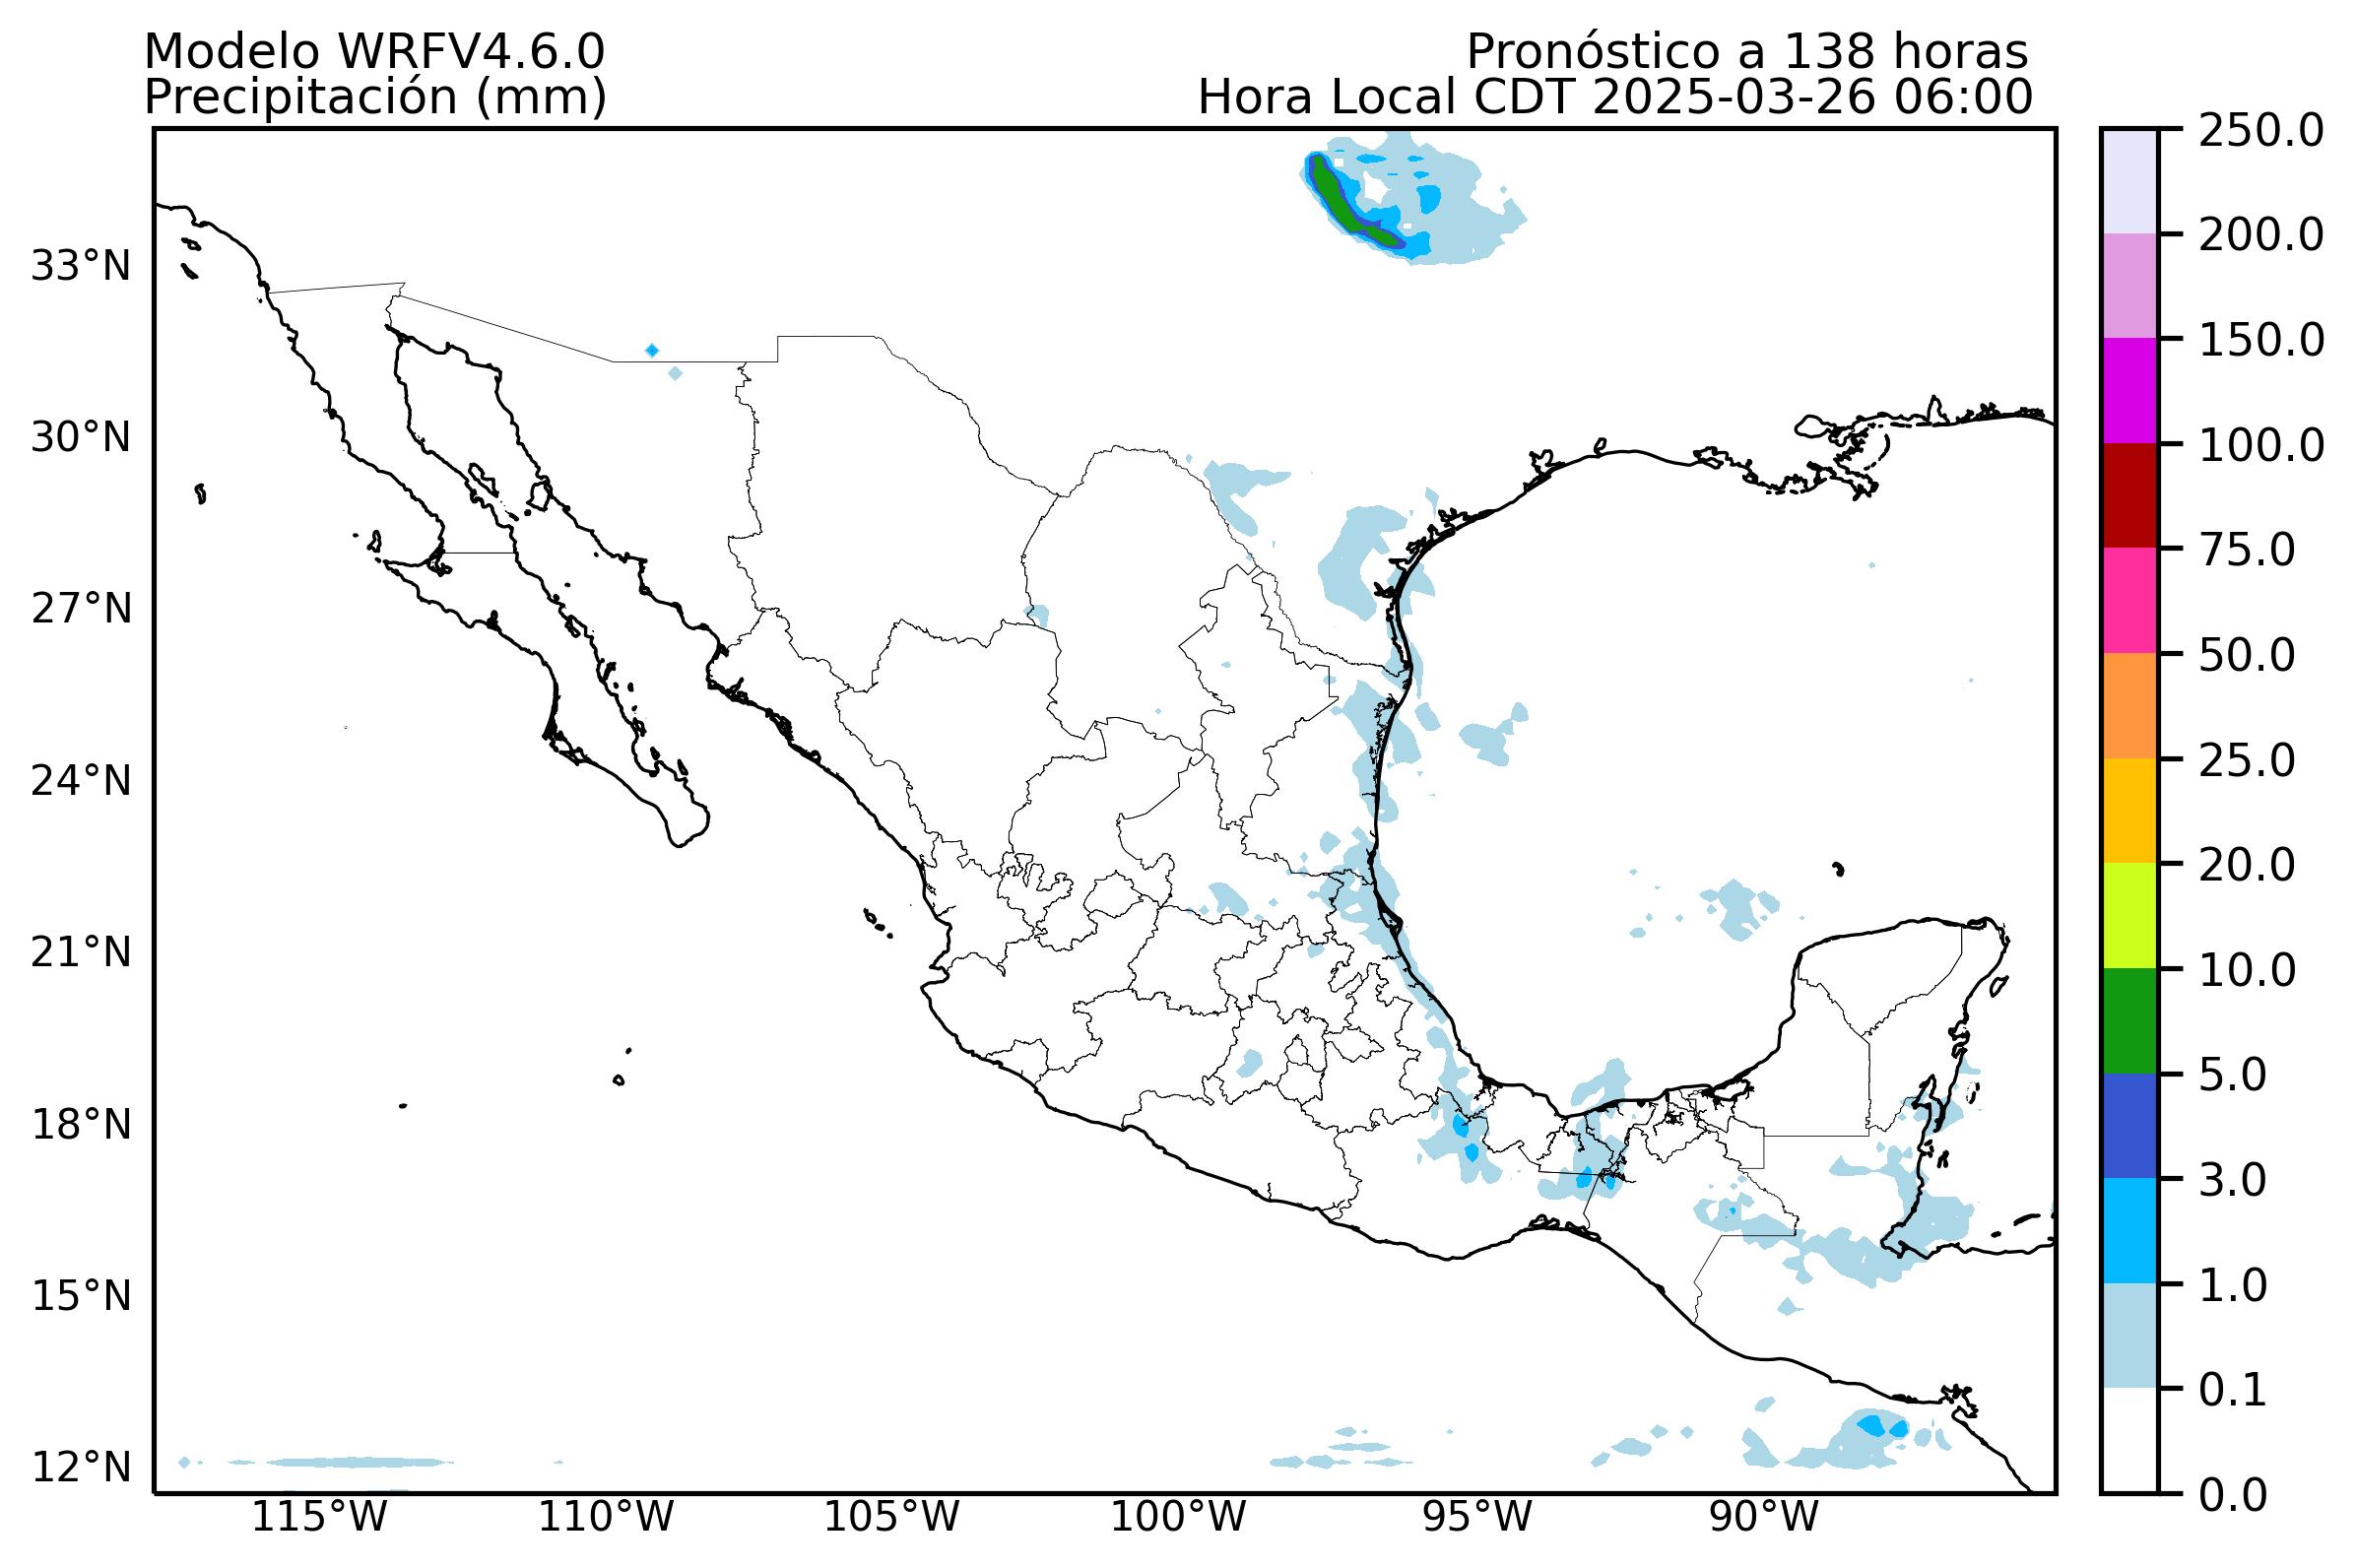 Modelo WRFV4.6.0
Pronóstico a 138 horas
Precipitación (mm)
Hora Local CDT 2025-03-26 06:00
33°N
30°N
27°N
24°N
21°N
18°N
15°N
12°N
115°W
110°W
105°W
100°W
95°W
90°W
250.0
200.0
150.0
100.0
75.0
50.0
25.0
20.0
10.0
5.0
3.0
1.0
0.1
0.0